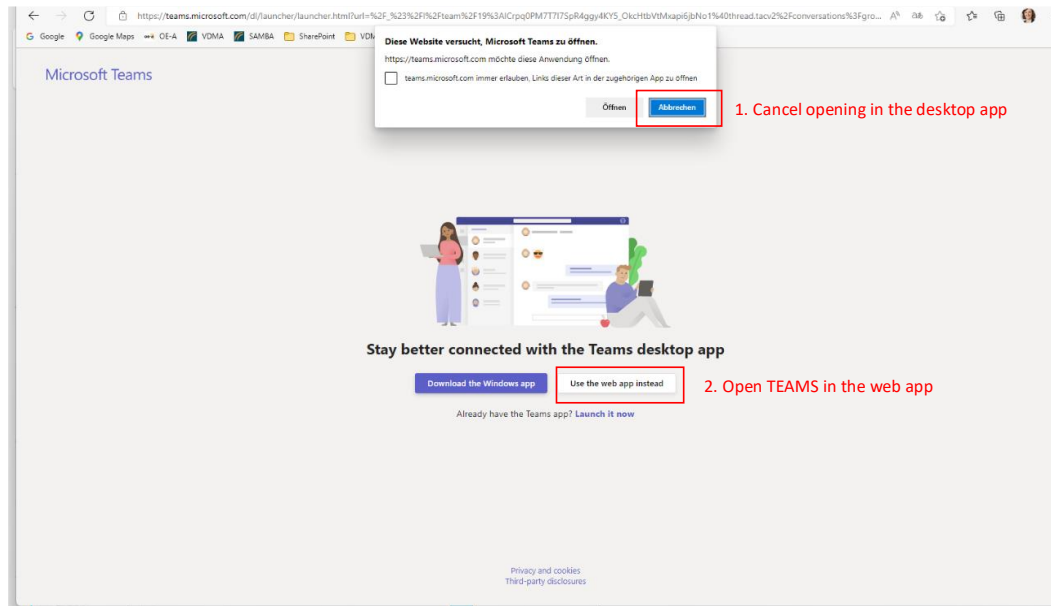 https://teams.microsoft.com/dl/launcher/launcher.html?url=%2F_%23%2Fl%2Fteam%2F19%3AlCrpq0PM7T7I7SpR4ggy4KY5_OkcHtbVtMxapi6jbNo1%40thread.tacv2%2Fconversations%3Fgro...
Google Google Maps OE-A VDMA SAMBA SharePoint
Diese Website versucht, Microsoft Teams zu öffnen.
https://teams.microsoft.com möchte diese Anwendung öffnen.
Microsoft Teams
teams.microsoft.com immer erlauben, Links dieser Art in der zugehörigen App zu öffnen
Öffnen Abbrechen 1. Cancel opening in the desktop app
Stay better connected with the Teams desktop app
Download the Windows app Use the web app instead 2. Open TEAMS in the web app
Already have the Teams app? Launch it now
Privacy and cookies
Third-party disclosures